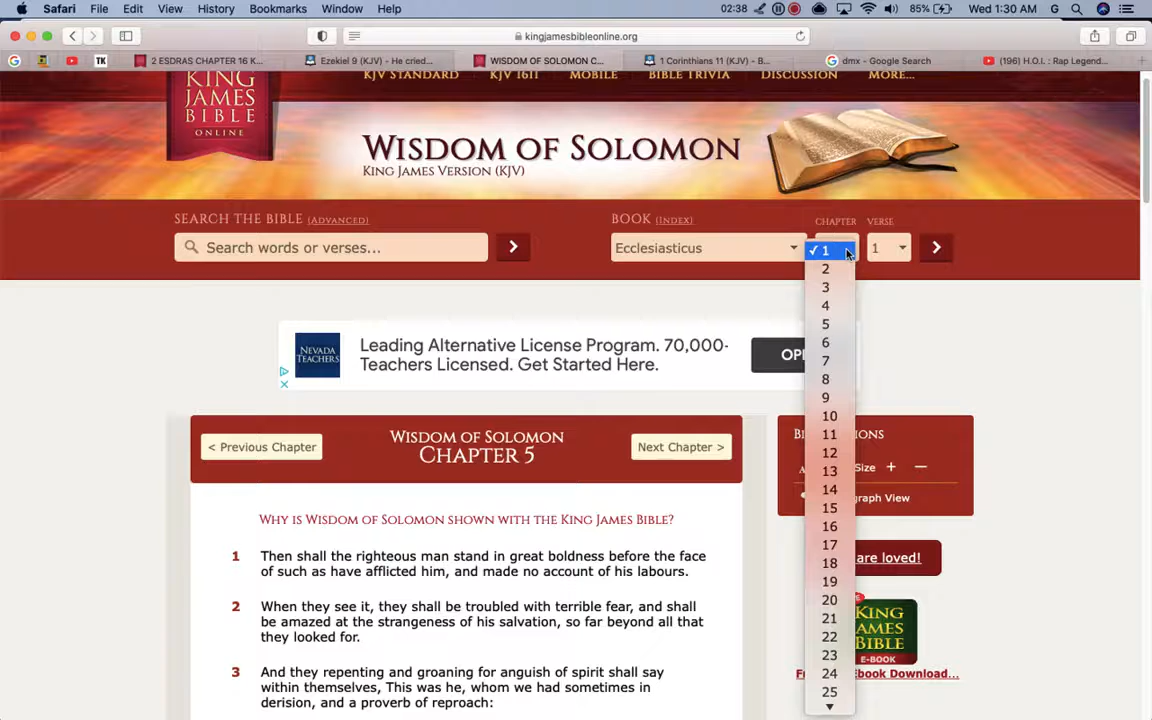 Safari File Edit View History Bookmarks Window Help 02:38 85% Wed 1:30 AM G
kingjamesbibleonline.org
2 ESDRAS CHAPTER 16 K... Ezekiel 9 (KJV) - He cried... WISDOM OF SOLOMON C... 1 Corinthians 11 (KJV) - B... dmx - Google Search (196) H.O.L: Rap Legend...
KJV STANDARD KJV 1611 MOBILE BIBLE TRIVIA DISCUSSION MORE...
KING
JAMES
BIBLE
ONLINE
WISDOM OF SOLOMON
KING JAMES VERSION (KJV)
SEARCH THE BIBLE (ADVANCED) BOOK (INDEX) CHAPTER VERSE
Search words or verses... Ecclesiasticus 1 1
2
3
4
5
6
7
8
9
10
11
12
13
14
15
16
17
18
19
20
21
22
23
24
25
NEVADA
TEACHERS
Leading Alternative License Program. 70,000-
Teachers Licensed. Get Started Here.
< Previous Chapter
WISDOM OF SOLOMON
CHAPTER 5
Next Chapter >
WHY IS WISDOM OF SOLOMON SHOWN WITH THE KING JAMES BIBLE?
1 Then shall the righteous man stand in great boldness before the face
of such as have afflicted him, and made no account of his labours.
2 When they see it, they shall be troubled with terrible fear, and shall
be amazed at the strangeness of his salvation, so far beyond all that
they looked for.
3 And they repenting and groaning for anguish of spirit shall say
within themselves, This was he, whom we had sometimes in
derision, and a proverb of reproach:
Size + −
View
are loved!
KING
JAMES
BIBLE
E-BOOK
Ebook Download...